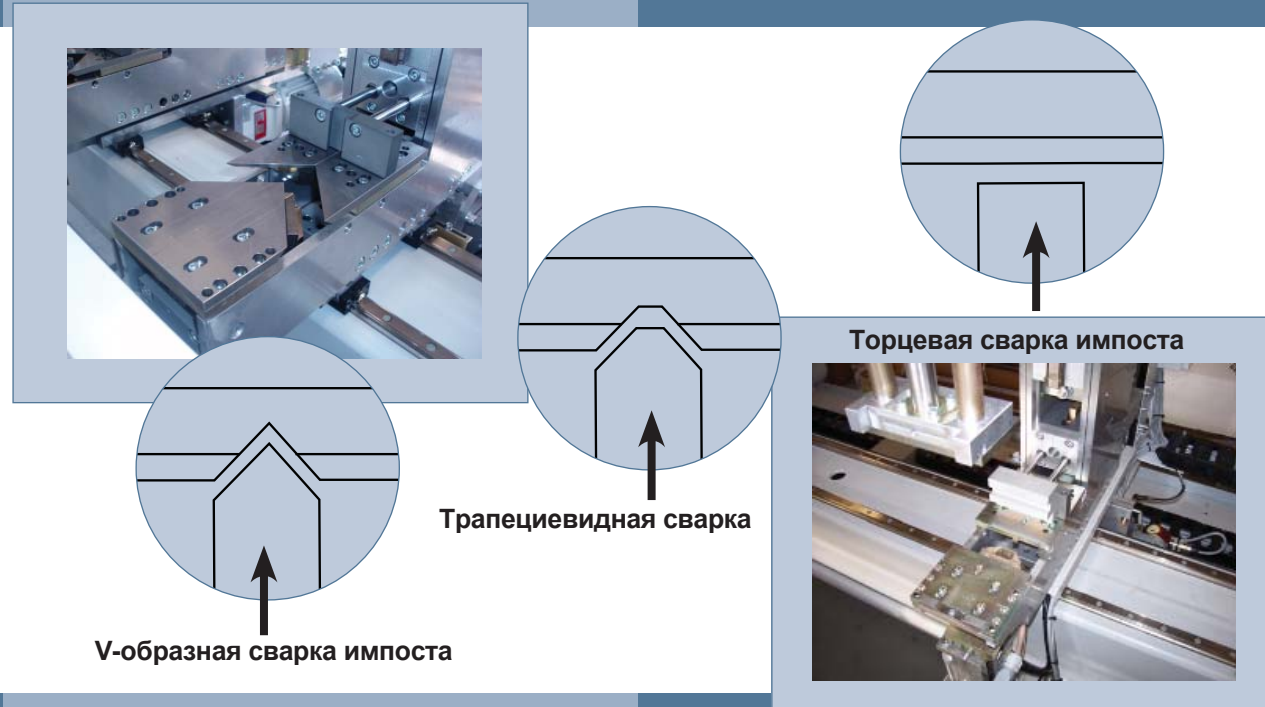 Торцевая сварка импоста
Трапециевидная сварка
V-образная сварка импоста